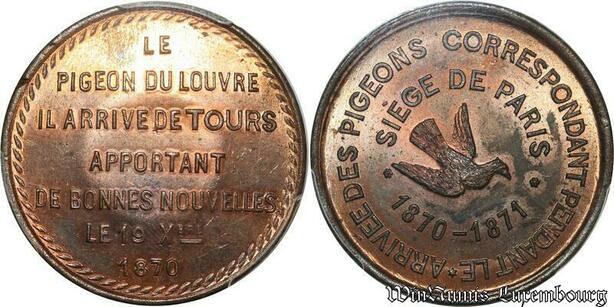 LE
PIGEON DU LOUVRE
IL ARRIVE DE TOURS
APPORTANT
DE BONNES NOUVELLES
LE 19 Xbre
1870
ARRIVÉE DES PIGEONS CORRESPONDANT PENDANT LE *
SIÈGE DE PARIS
* 1870-1871 *
WinNumis Luxembourg